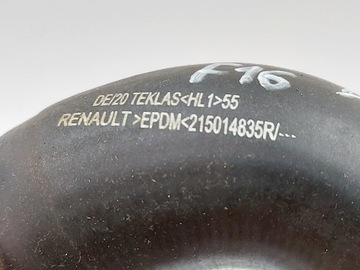 F16
DE/20 TEKLAS<HL1>55
RENAULT >EPDM<215014835R/---